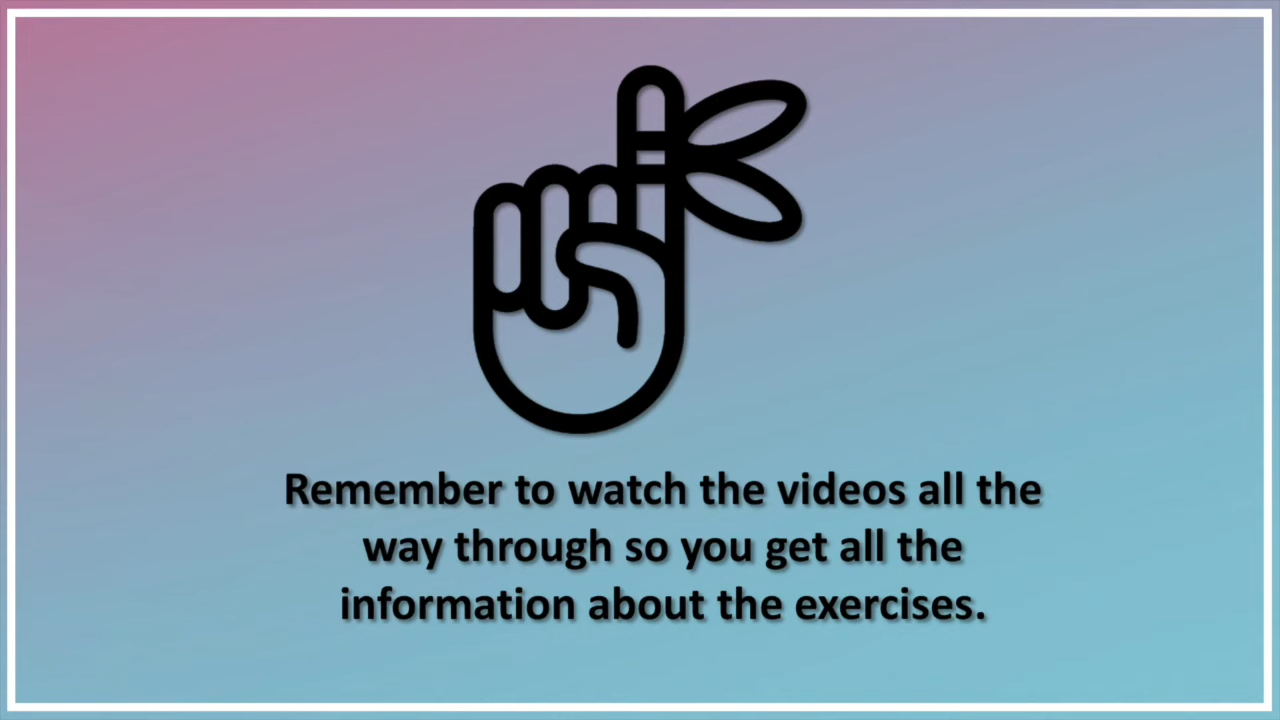 Remember to watch the videos all the
way through so you get all the
information about the exercises.